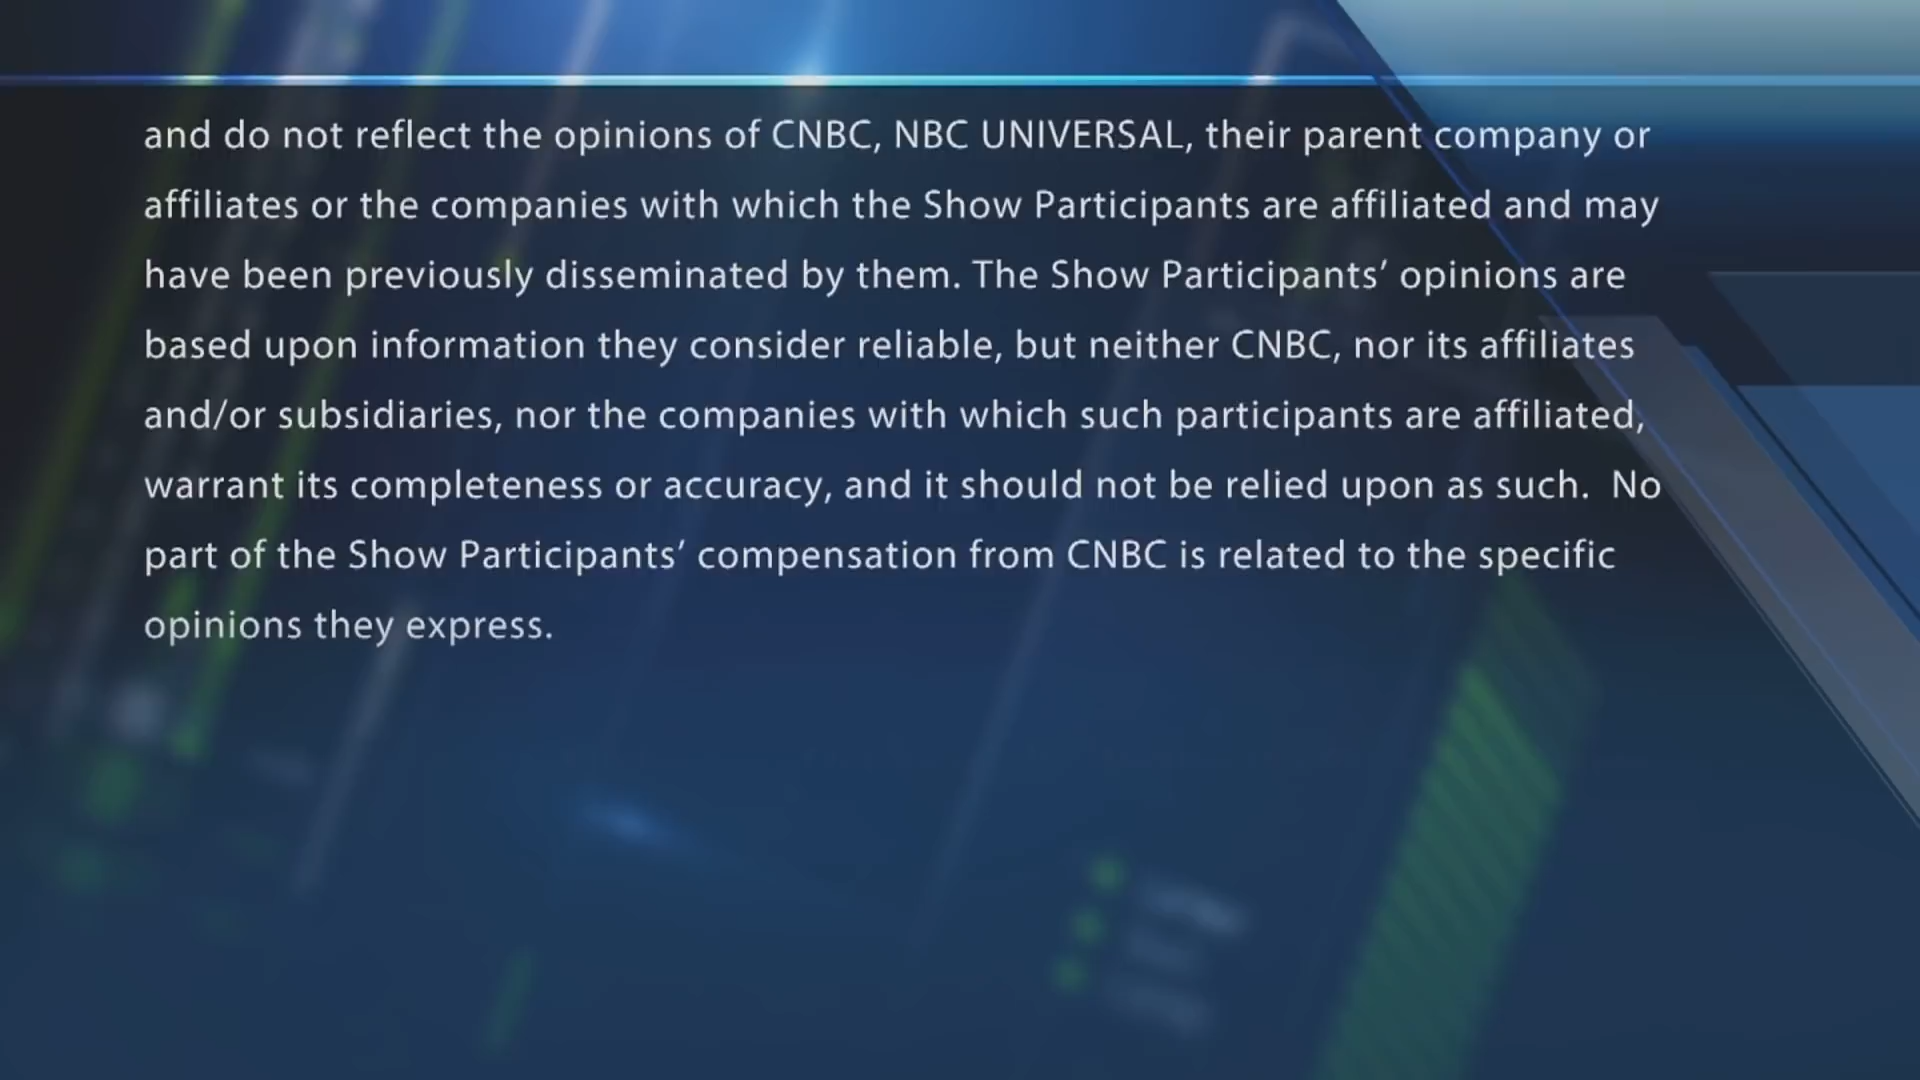 and do not reflect the opinions of CNBC, NBC UNIVERSAL, their parent company or
affiliates or the companies with which the Show Participants are affiliated and may
have been previously disseminated by them. The Show Participants’ opinions are
based upon information they consider reliable, but neither CNBC, nor its affiliates
and/or subsidiaries, nor the companies with which such participants are affiliated,
warrant its completeness or accuracy, and it should not be relied upon as such.  No
part of the Show Participants’ compensation from CNBC is related to the specific
opinions they express.